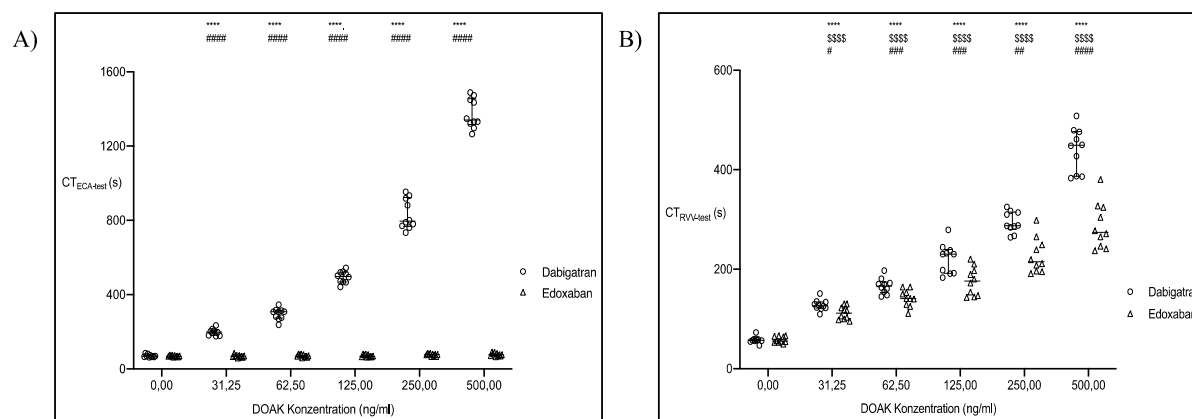 A)
**** **** ****. **** ****
#### #### #### #### ####
1600
1200
CTECA-test (s)
800
400
0
0,00 31,25 62,50 125,00 250,00 500,00
DOAK Konzentration (ng/ml)
Dabigatran
Edoxaban
B)
**** **** **** **** ****
$$$$ $$$$ $$$$ $$$$ $$$$
# ### ### ## ####
600
400
CTRVV-test (s)
200
0
0,00 31,25 62,50 125,00 250,00 500,00
DOAK Konzentration (ng/ml)
Dabigatra
Edoxaban